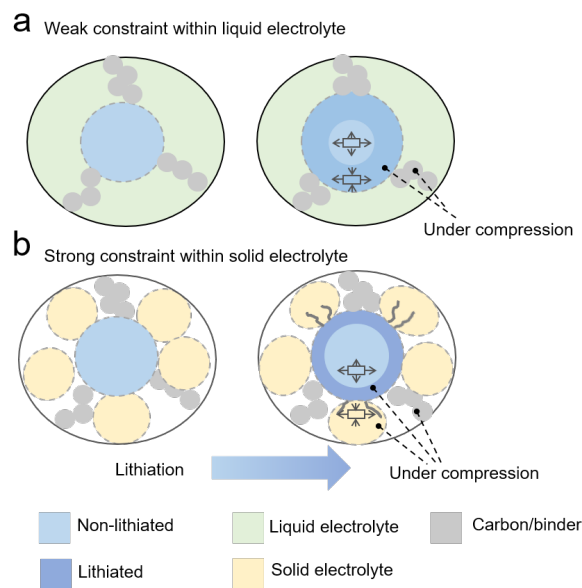 a Weak constraint within liquid electrolyte
Under compression
b Strong constraint within solid electrolyte
Lithiation
Under compression
Non-lithiated
Liquid electrolyte
Carbon/binder
Lithiated
Solid electrolyte